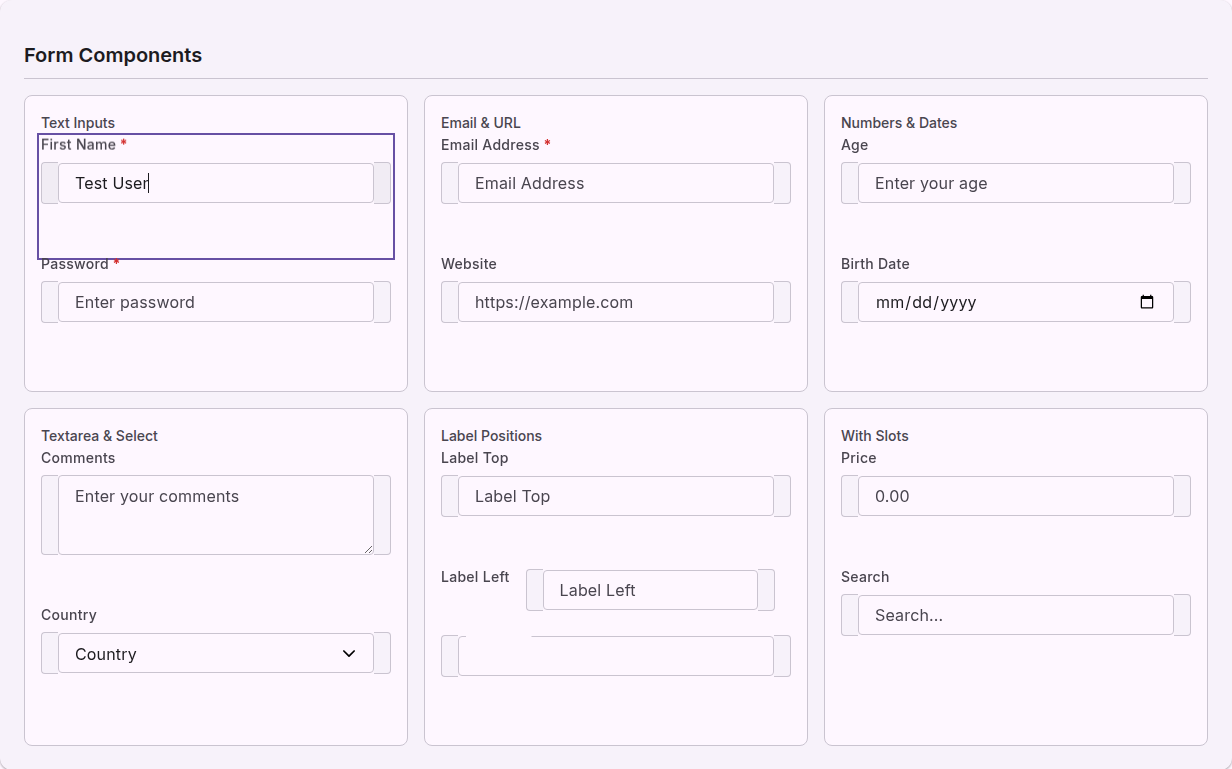 Form Components
Text Inputs
First Name *
Test User
Password *
Enter password
Email & URL
Email Address *
Email Address
Website
https://example.com
Numbers & Dates
Age
Enter your age
Birth Date
mm/dd/yyyy
Textarea & Select
Comments
Enter your comments
Country
Country
Label Positions
Label Top
Label Top
Label Left
Label Left
With Slots
Price
0.00
Search
Search...